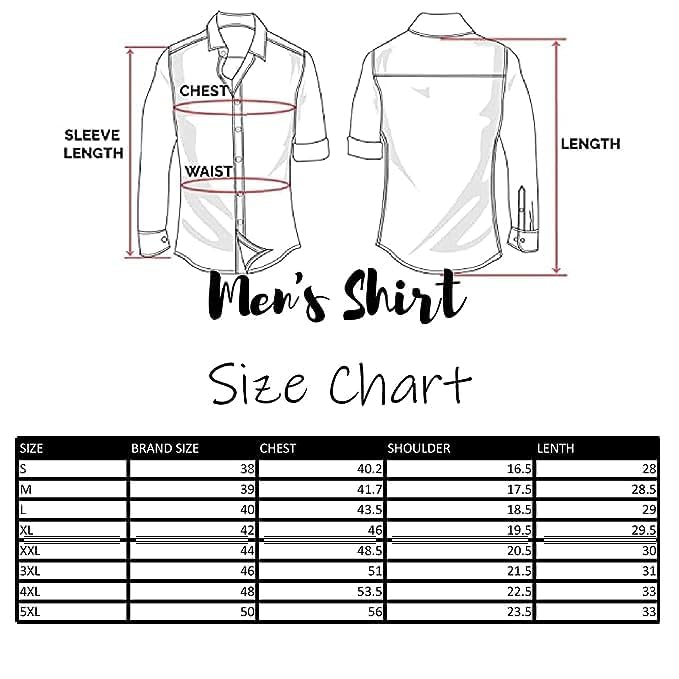 CHEST
SLEEVE
LENGTH
WAIST
LENGTH
Men's Shirt
Size Chart
SIZE BRAND SIZE CHEST SHOULDER LENTH
S 38 40.2 16.5 28
M 39 41.7 17.5 28.5
L 40 43.5 18.5 29
XL 42 46 19.5 29.5
XXL 44 48.5 20.5 30
3XL 46 51 21.5 31
4XL 48 53.5 22.5 33
5XL 50 56 23.5 33